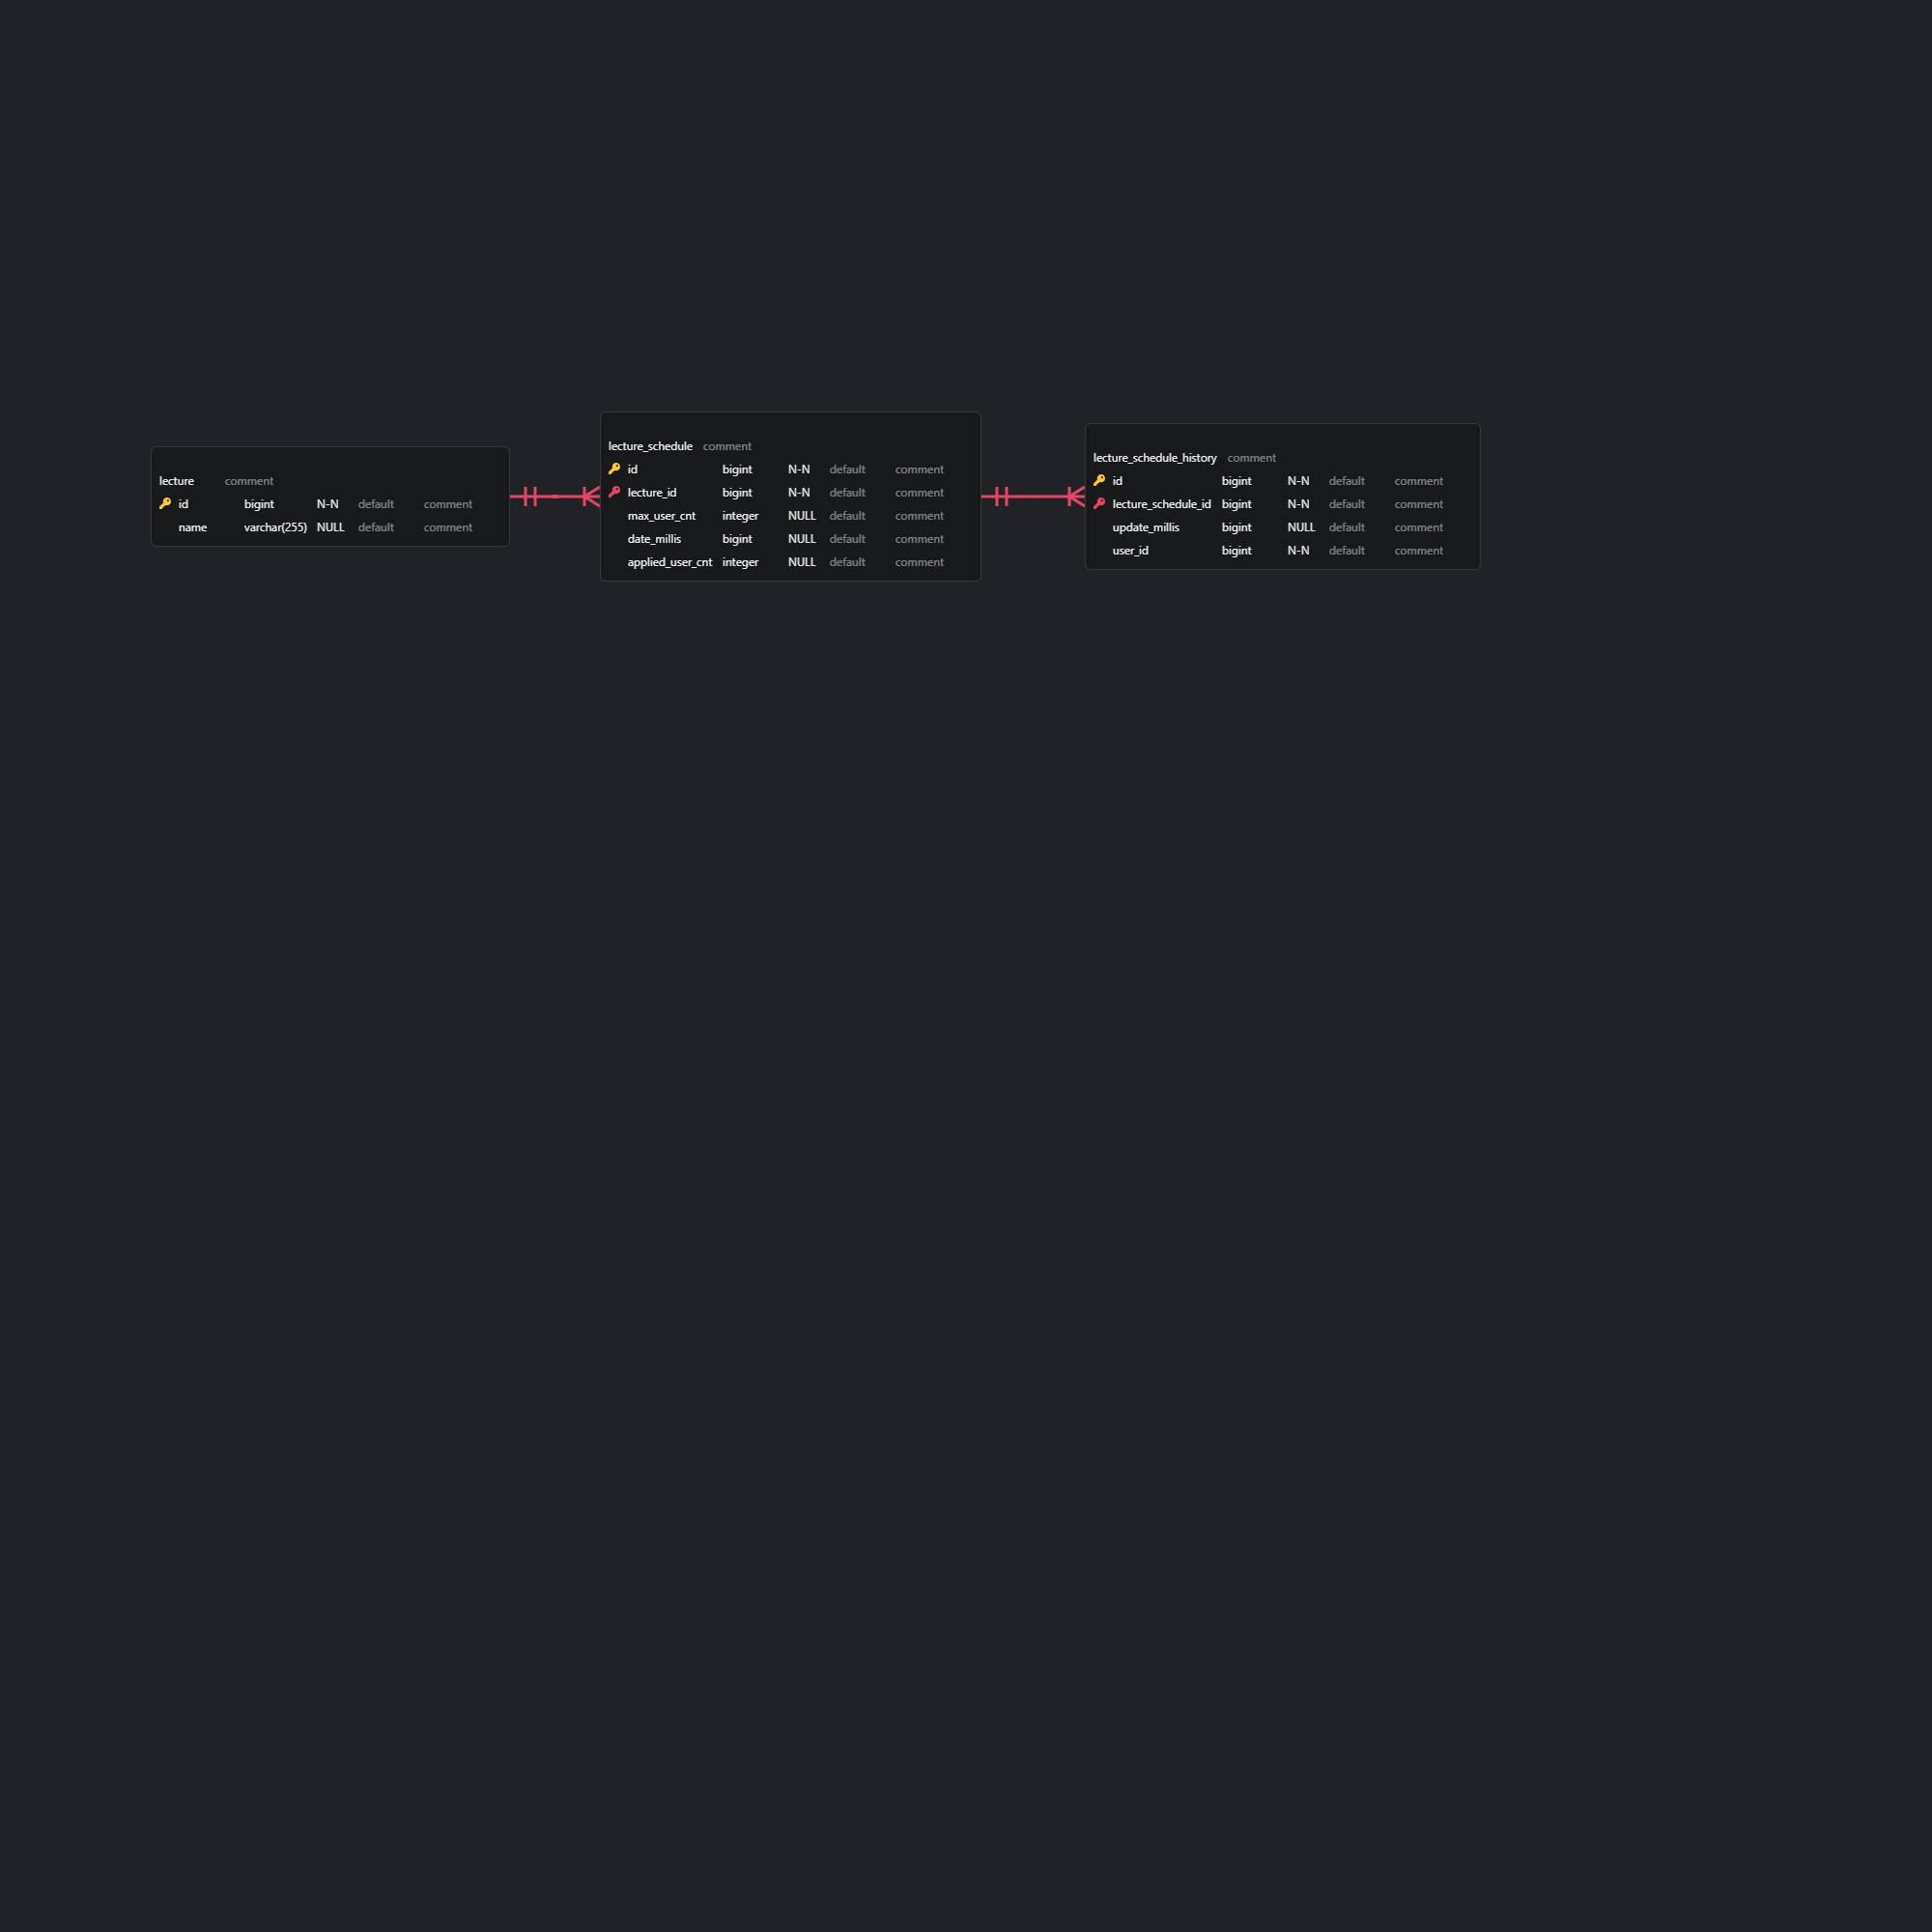 lecture comment
id bigint N-N default comment
name varchar(255) NULL default comment
lecture_schedule comment
id bigint N-N default comment
lecture_id bigint N-N default comment
max_user_cnt integer NULL default comment
date_millis bigint NULL default comment
applied_user_cnt integer NULL default comment
lecture_schedule_history comment
id bigint N-N default comment
lecture_schedule_id bigint N-N default comment
update_millis bigint NULL default comment
user_id bigint N-N default comment